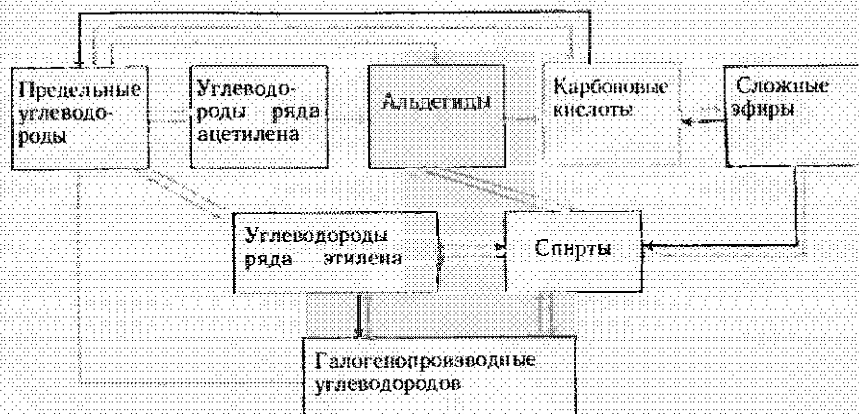 Предельные
углеводо-
роды
Углеводо-
роды ряда
ацетилена
Альдегиды
Карбоновые
кислоты
Сложные
эфиры
Углеводороды
ряда этилена
Спирты
Галогенопроизводные
углеводородов